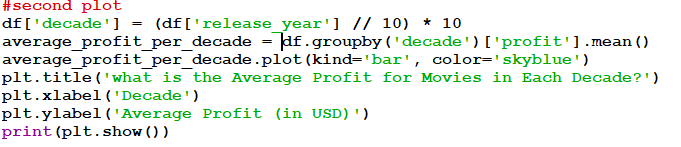 #second plot
df['decade'] = (df['release_year'] // 10) * 10
average_profit_per_decade = df.groupby('decade')['profit'].mean()
average_profit_per_decade.plot(kind='bar', color='skyblue')
plt.title('what is the Average Profit for Movies in Each Decade?')
plt.xlabel('Decade')
plt.ylabel('Average Profit (in USD)')
print(plt.show())